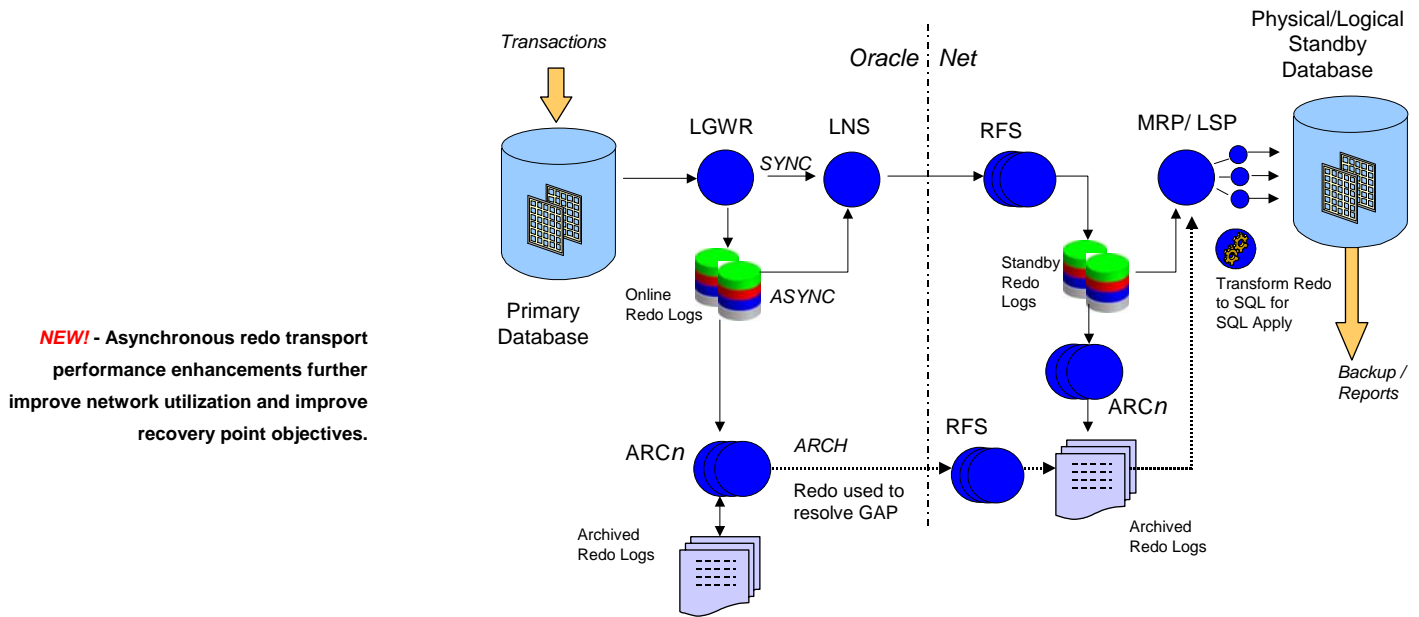 Transactions
Oracle Net
Physical/Logical
Standby
Database
LGWR
SYNC
LNS
RFS
MRP/ LSP
Online
Redo Logs
ASYNC
Standby
Redo
Logs
Transform Redo
to SQL for
SQL Apply
Primary
Database
NEW! - Asynchronous redo transport
performance enhancements further
improve network utilization and improve
recovery point objectives.
Backup /
Reports
ARCn
ARCn
ARCH
RFS
Redo used to
resolve GAP
Archived
Redo Logs
Archived
Redo Logs